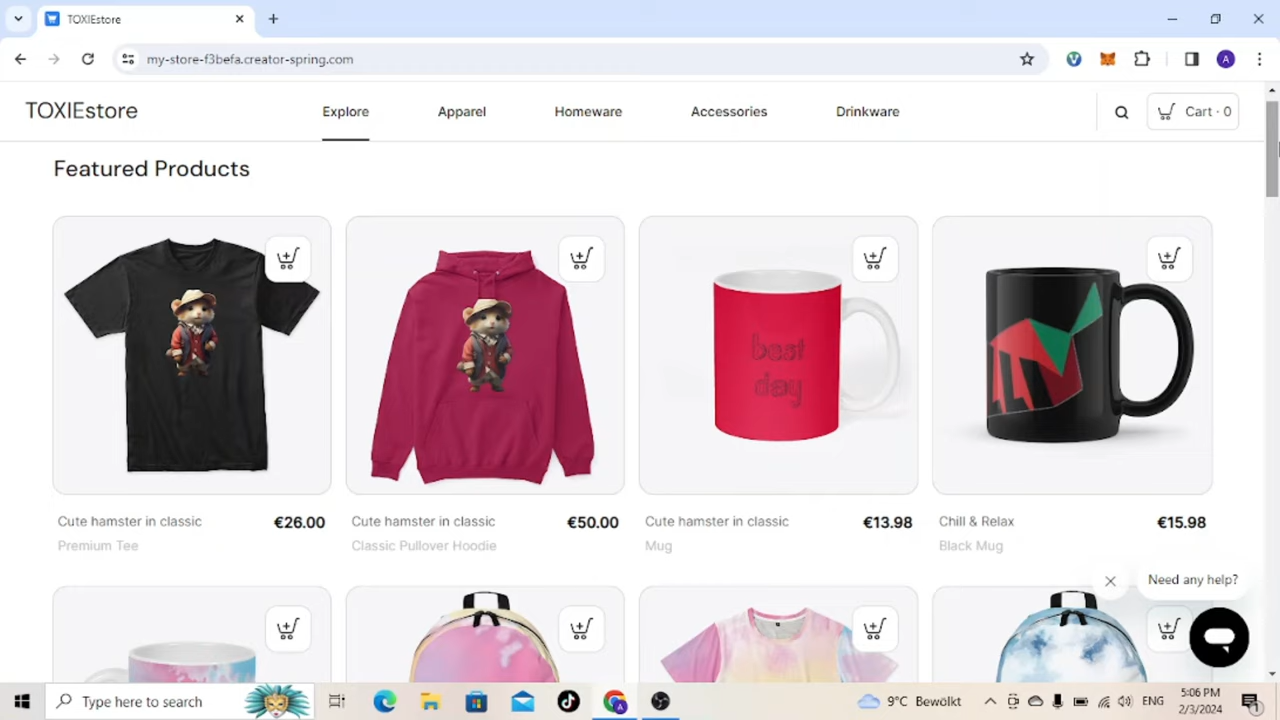 TOXIEstore
my-store-f3befa.creator-spring.com
A
TOXIEstore
Explore
Apparel
Homeware
Accessories
Drinkware
Cart · 0
Featured Products
best
day
Cute hamster in classic €26.00
Premium Tee
Cute hamster in classic €50.00
Classic Pullover Hoodie
Cute hamster in classic €13.98
Mug
Chill & Relax €15.98
Black Mug
Need any help?
Type here to search
9°C Bewölkt
ENG
5:06 PM
2/3/2024